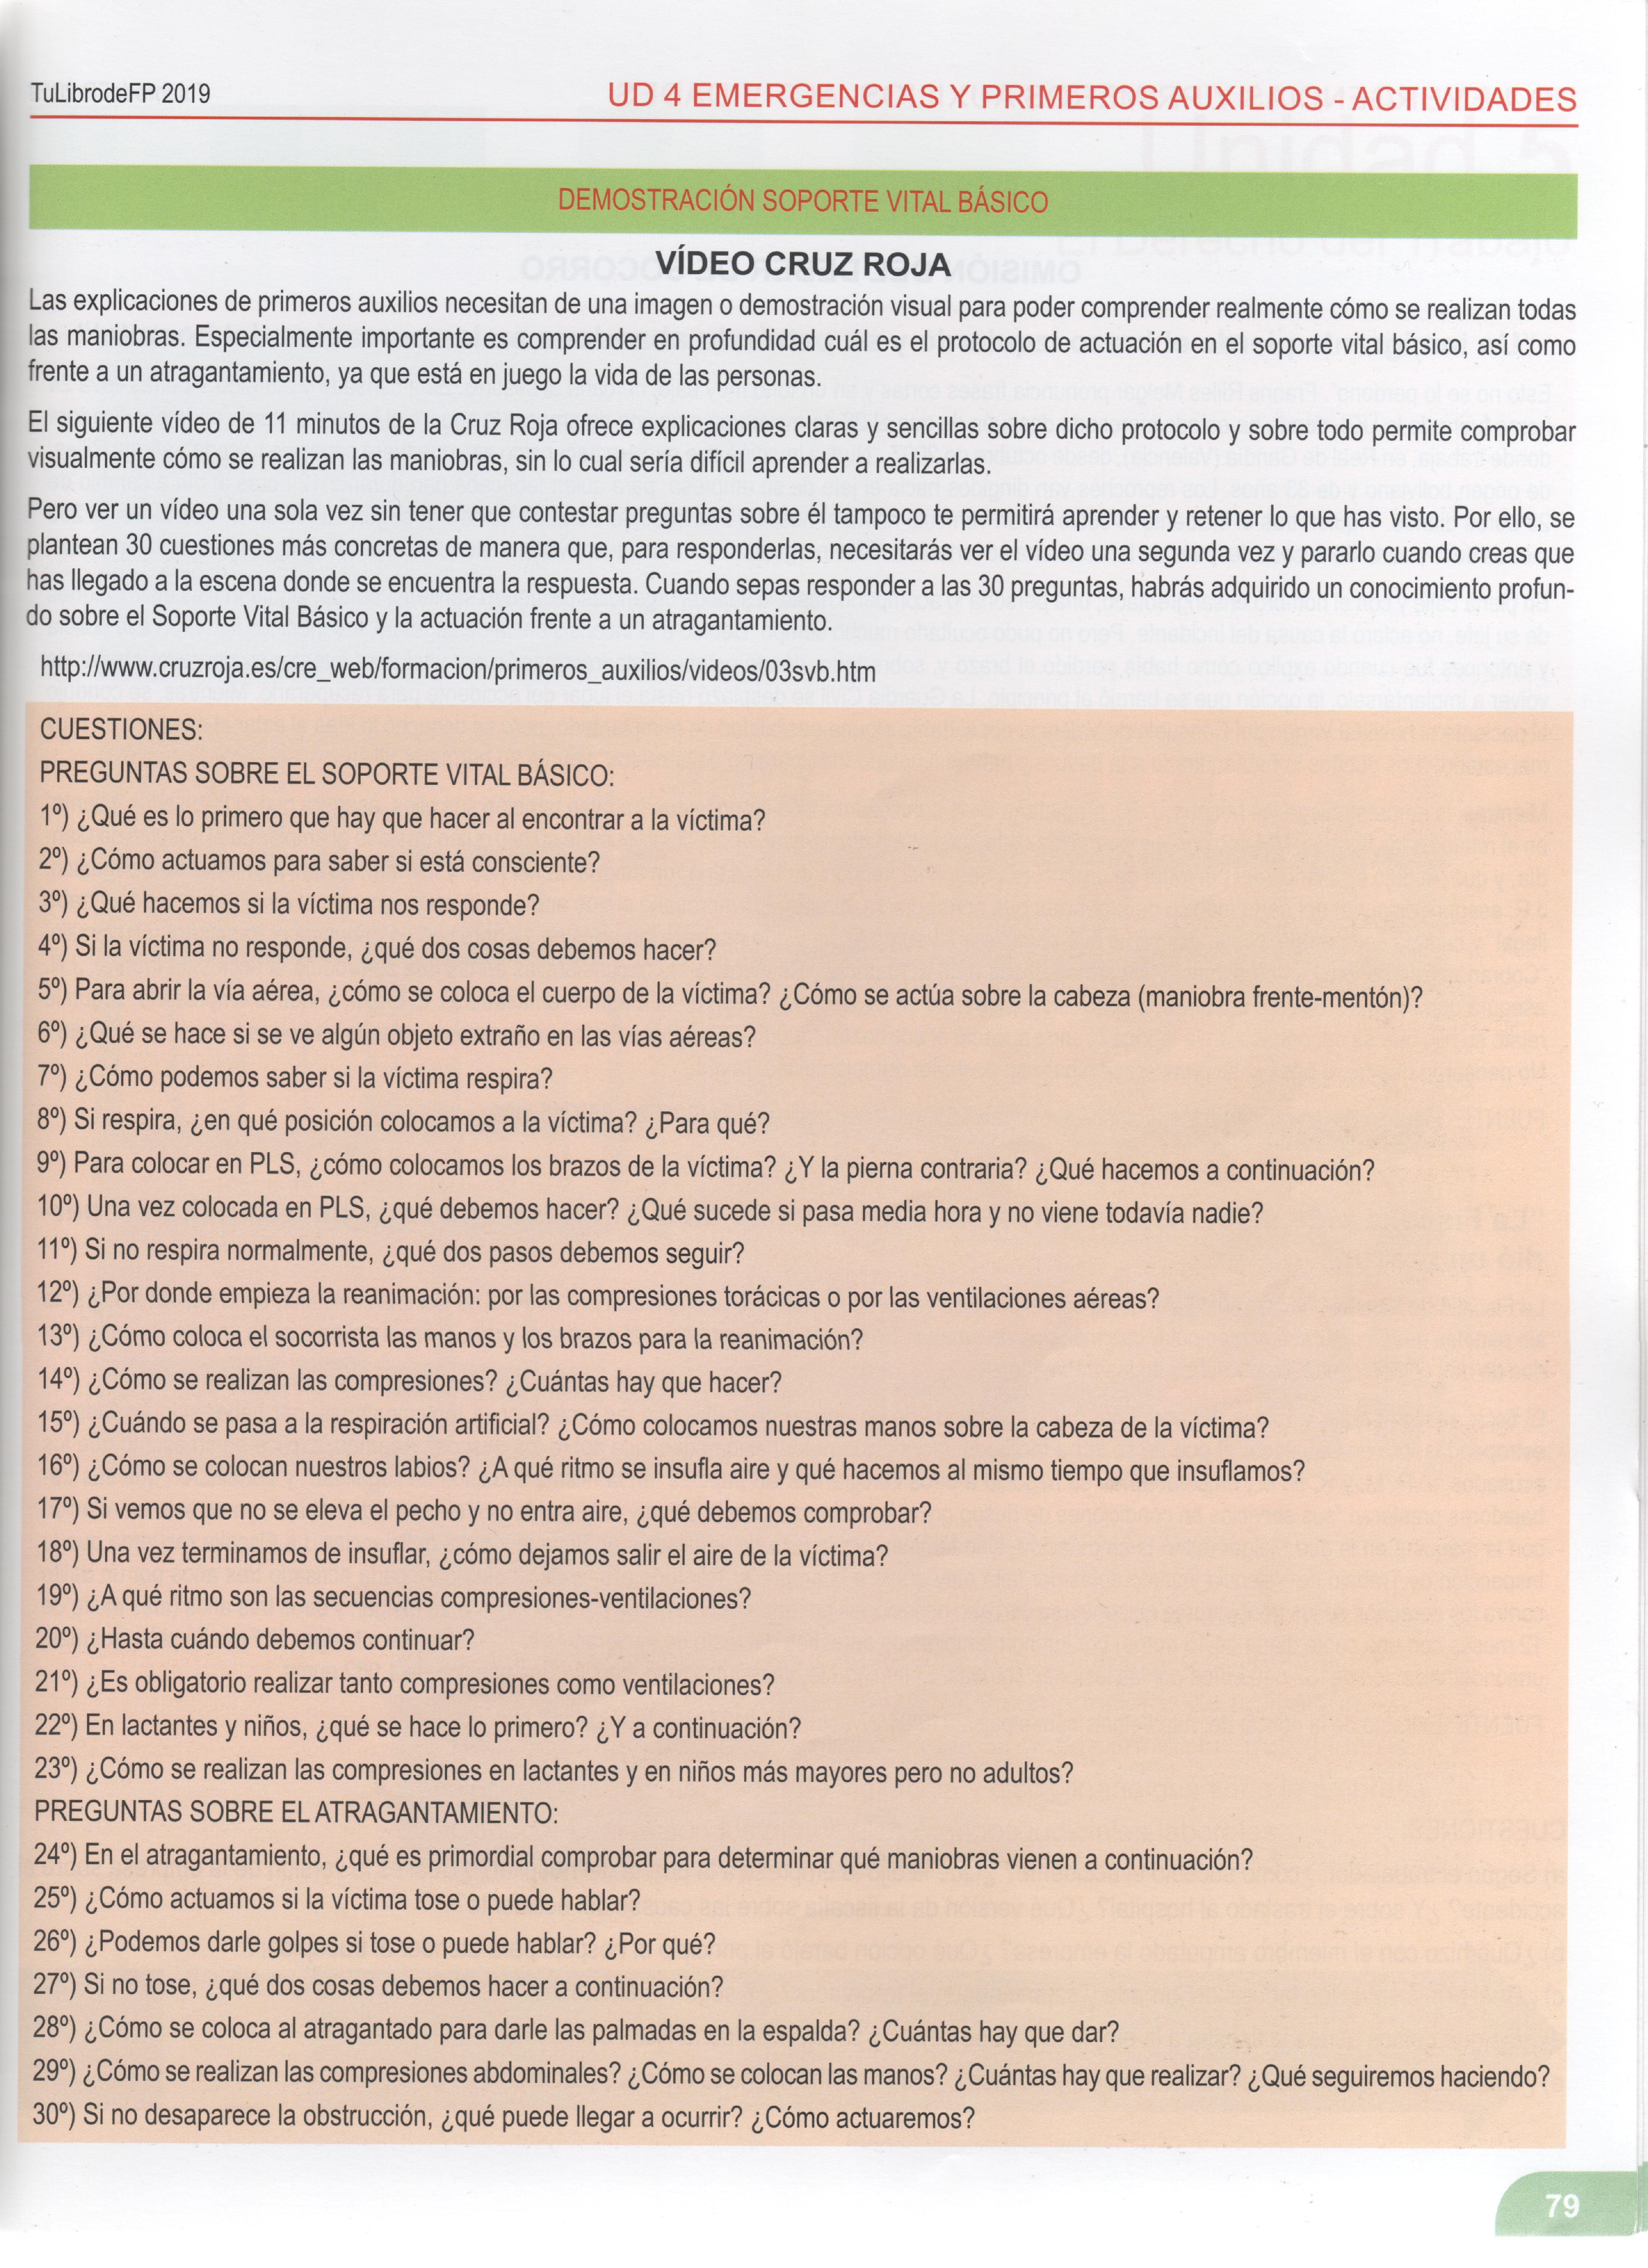 TuLibrodeFP 2019
UD 4 EMERGENCIAS Y PRIMEROS AUXILIOS - ACTIVIDADES
DEMOSTRACIÓN SOPORTE VITAL BÁSICO
VÍDEO CRUZ ROJA
Las explicaciones de primeros auxilios necesitan de una imagen o demostración visual para poder comprender realmente cómo se realizan todas
las maniobras. Especialmente importante es comprender en profundidad cuál es el protocolo de actuación en el soporte vital básico, así como
frente a un atragantamiento, ya que está en juego la vida de las personas.
El siguiente vídeo de 11 minutos de la Cruz Roja ofrece explicaciones claras y sencillas sobre dicho protocolo y sobre todo permite comprobar
visualmente cómo se realizan las maniobras, sin lo cual sería difícil aprender a realizarlas.
Pero ver un vídeo una sola vez sin tener que contestar preguntas sobre él tampoco te permitirá aprender y retener lo que has visto. Por ello, se
plantean 30 cuestiones más concretas de manera que, para responderlas, necesitarás ver el vídeo una segunda vez y pararlo cuando creas que
has llegado a la escena donde se encuentra la respuesta. Cuando sepas responder a las 30 preguntas, habrás adquirido un conocimiento profun-
do sobre el Soporte Vital Básico y la actuación frente a un atragantamiento.
http://www.cruzroja.es/cre_web/formacion/primeros_auxilios/videos/03svb.htm
CUESTIONES:
PREGUNTAS SOBRE EL SOPORTE VITAL BÁSICO:
1º) ¿Qué es lo primero que hay que hacer al encontrar a la víctima?
2º) ¿Cómo actuamos para saber si está consciente?
3º) ¿Qué hacemos si la víctima nos responde?
4º) Si la víctima no responde, ¿qué dos cosas debemos hacer?
5º) Para abrir la vía aérea, ¿cómo se coloca el cuerpo de la víctima? ¿Cómo se actúa sobre la cabeza (maniobra frente-mentón)?
6º) ¿Qué se hace si se ve algún objeto extraño en las vías aéreas?
7º) ¿Cómo podemos saber si la víctima respira?
8º) Si respira, ¿en qué posición colocamos a la víctima? ¿Para qué?
9º) Para colocar en PLS, ¿cómo colocamos los brazos de la víctima? ¿Y la pierna contraria? ¿Qué hacemos a continuación?
10º) Una vez colocada en PLS, ¿qué debemos hacer? ¿Qué sucede si pasa media hora y no viene todavía nadie?
11º) Si no respira normalmente, ¿qué dos pasos debemos seguir?
12º) ¿Por donde empieza la reanimación: por las compresiones torácicas o por las ventilaciones aéreas?
13º) ¿Cómo coloca el socorrista las manos y los brazos para la reanimación?
14º) ¿Cómo se realizan las compresiones? ¿Cuántas hay que hacer?
15º) ¿Cuándo se pasa a la respiración artificial? ¿Cómo colocamos nuestras manos sobre la cabeza de la víctima?
16º) ¿Cómo se colocan nuestros labios? ¿A qué ritmo se insufla aire y qué hacemos al mismo tiempo que insuflamos?
17º) Si vemos que no se eleva el pecho y no entra aire, ¿qué debemos comprobar?
18º) Una vez terminamos de insuflar, ¿cómo dejamos salir el aire de la víctima?
19º) ¿A qué ritmo son las secuencias compresiones-ventilaciones?
20º) ¿Hasta cuándo debemos continuar?
21º) ¿Es obligatorio realizar tanto compresiones como ventilaciones?
22º) En lactantes y niños, ¿qué se hace lo primero? ¿Y a continuación?
23º) ¿Cómo se realizan las compresiones en lactantes y en niños más mayores pero no adultos?
PREGUNTAS SOBRE EL ATRAGANTAMIENTO:
24º) En el atragantamiento, ¿qué es primordial comprobar para determinar qué maniobras vienen a continuación?
25º) ¿Cómo actuamos si la víctima tose o puede hablar?
26º) ¿Podemos darle golpes si tose o puede hablar? ¿Por qué?
27º) Si no tose, ¿qué dos cosas debemos hacer a continuación?
28º) ¿Cómo se coloca al atragantado para darle las palmadas en la espalda? ¿Cuántas hay que dar?
29º) ¿Cómo se realizan las compresiones abdominales? ¿Cómo se colocan las manos? ¿Cuántas hay que realizar? ¿Qué seguiremos haciendo?
30º) Si no desaparece la obstrucción, ¿qué puede llegar a ocurrir? ¿Cómo actuaremos?
79